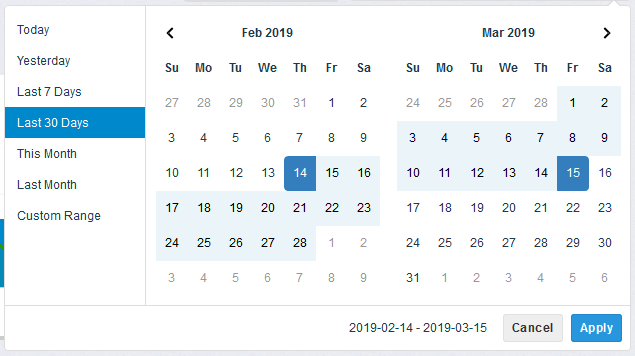 Today
Yesterday
Last 7 Days
Last 30 Days
This Month
Last Month
Custom Range
Feb 2019
Su Mo Tu We Th Fr Sa
27 28 29 30 31 1 2
3 4 5 6 7 8 9
10 11 12 13 14 15 16
17 18 19 20 21 22 23
24 25 26 27 28 1 2
3 4 5 6 7 8 9
Mar 2019
Su Mo Tu We Th Fr Sa
24 25 26 27 28 1 2
3 4 5 6 7 8 9
10 11 12 13 14 15 16
17 18 19 20 21 22 23
24 25 26 27 28 29 30
31 1 2 3 4 5 6
2019-02-14 - 2019-03-15
Cancel
Apply